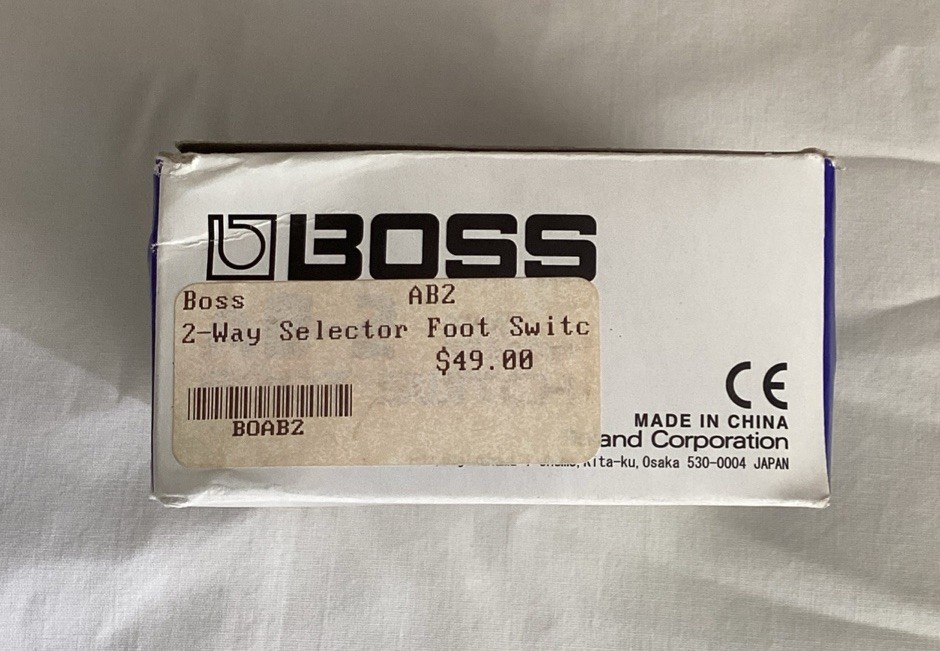 BOSS
Boss AB2
2-Way Selector Foot Switc
$49.00
BOAB2
CE
MADE IN CHINA
and Corporation
Kita-ku, Osaka 530-0004 JAPAN